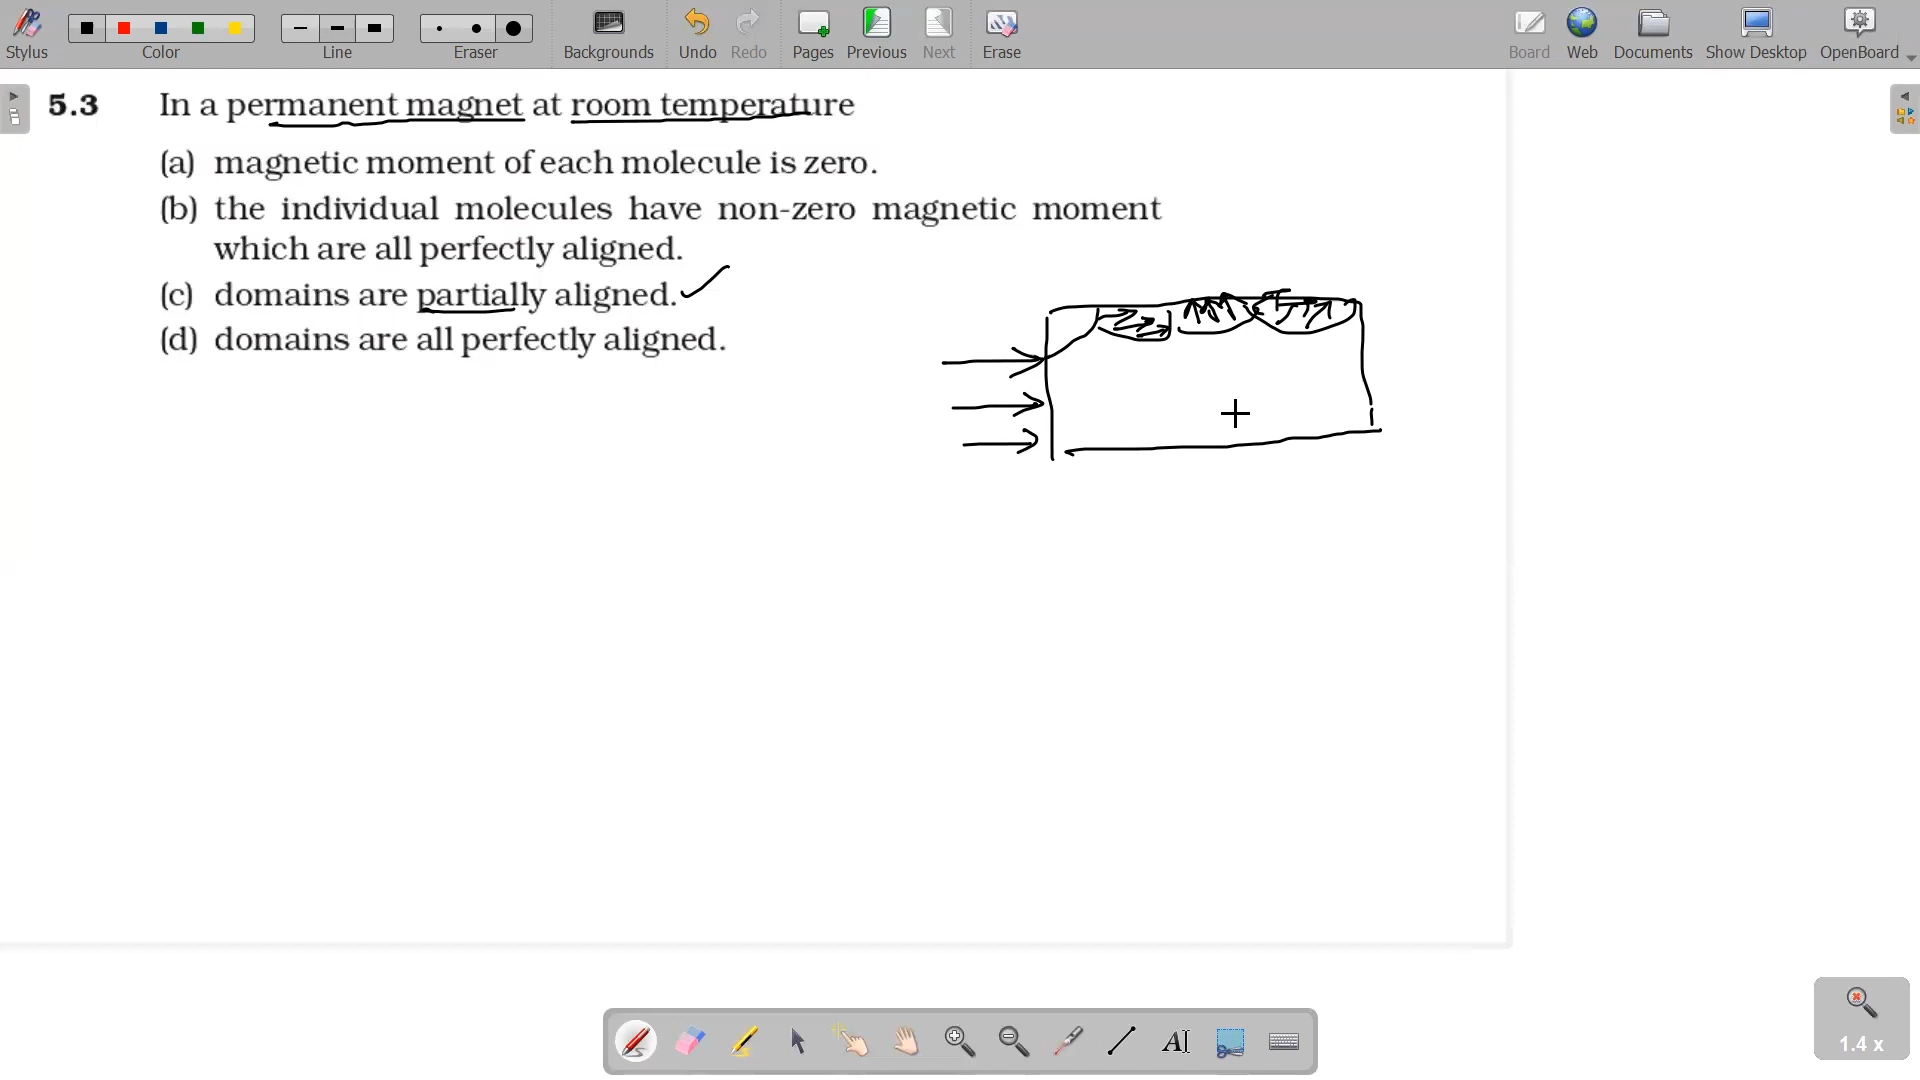 Stylus Color Line Eraser Backgrounds Undo Redo Pages Previous Next Erase Board Web Documents Show Desktop OpenBoard
5.3 In a permanent magnet at room temperature
(a) magnetic moment of each molecule is zero.
(b) the individual molecules have non-zero magnetic moment
which are all perfectly aligned.
(c) domains are partially aligned.
(d) domains are all perfectly aligned.
AI
1.4 x